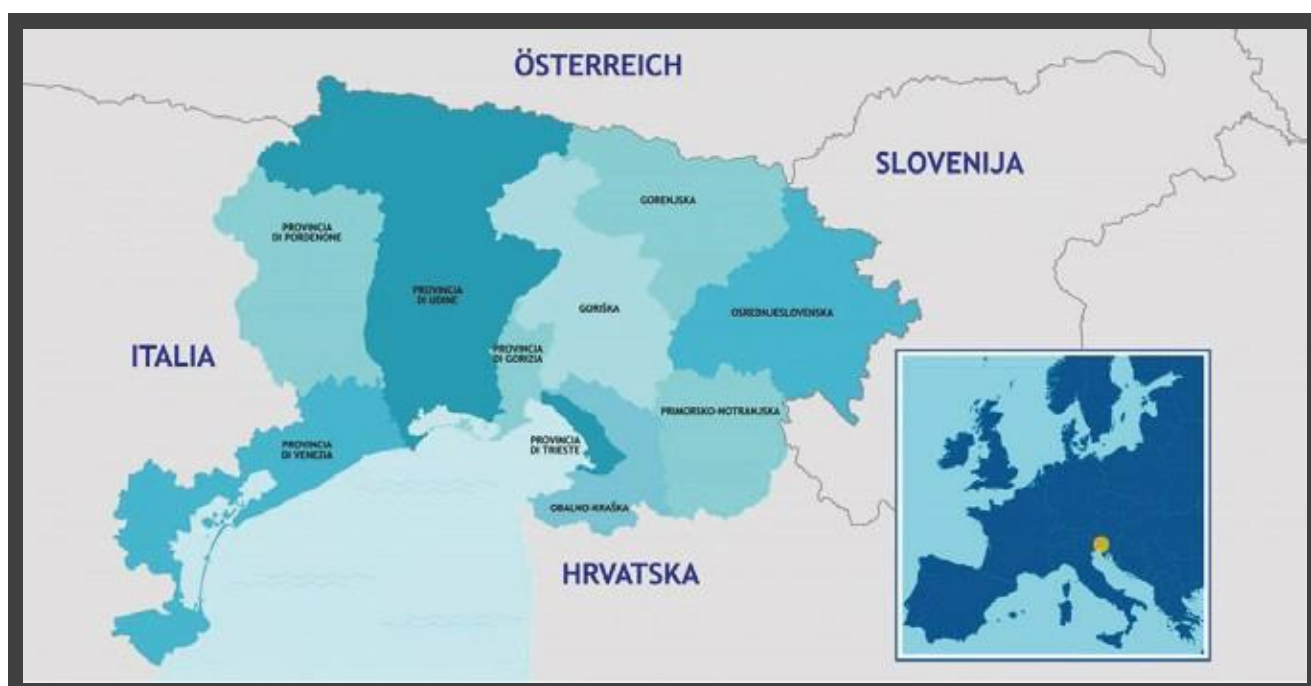 ÖSTERREICH
SLOVENIJA
GORENJSKA
PROVINCIA
DI PORDENONE
PROVINCIA
DI UDINE
GORIŠKA
OSREDNJESLOVENSKA
ITALIA
PROVINCIA
DI GORIZIA
PRIMORSKO-NOTRANJSKA
PROVINCIA
DI VENEZIA
PROVINCIA
DI TRIESTE
OBALNO-KRAŠKA
HRVATSKA